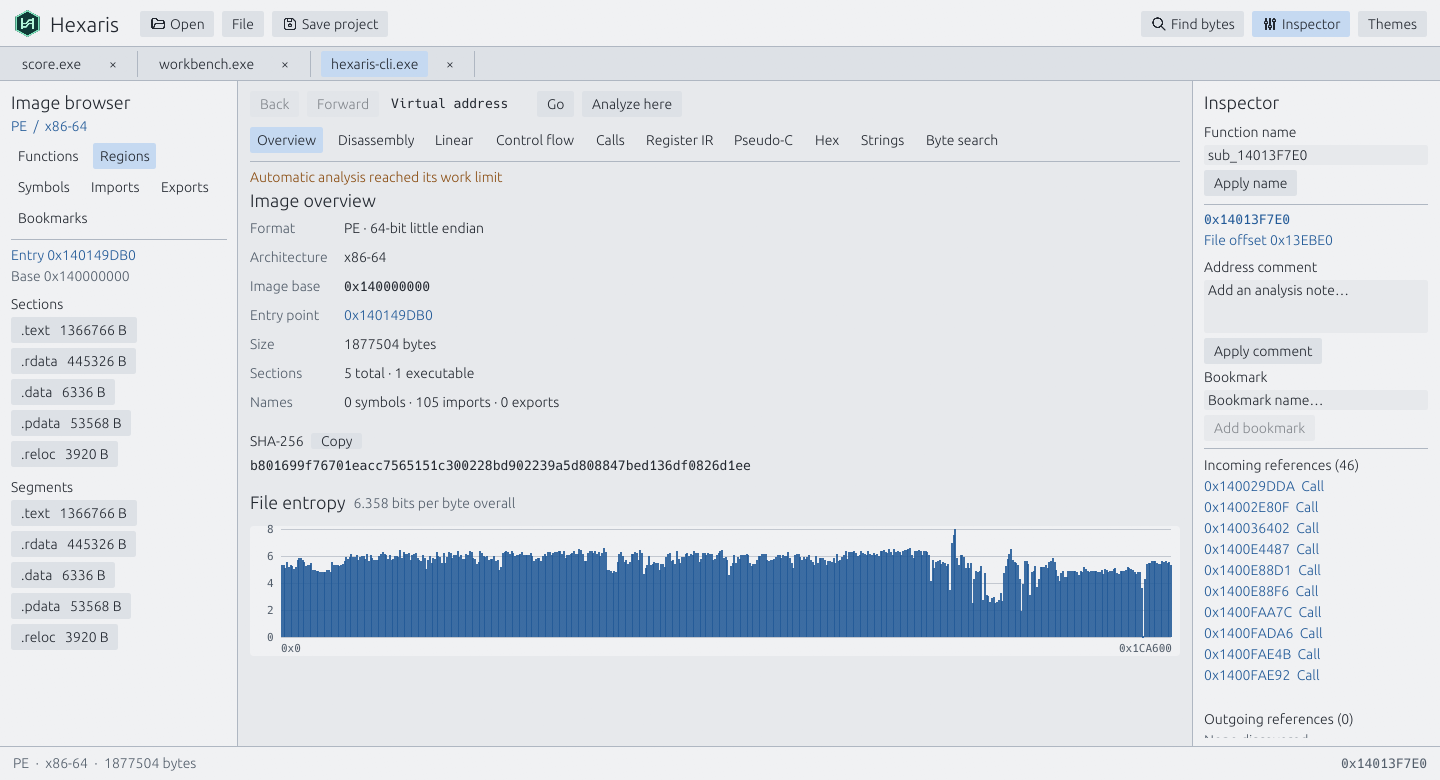 Hexaris Open File Save project Find bytes Inspector Themes
score.exe × workbench.exe × hexaris-cli.exe ×
Image browser
PE / x86-64
Functions Regions
Symbols Imports Exports
Bookmarks
Entry 0x140149DB0
Base 0x140000000
Sections
.text 1366766 B
.rdata 445326 B
.data 6336 B
.pdata 53568 B
.reloc 3920 B
Segments
.text 1366766 B
.rdata 445326 B
.data 6336 B
.pdata 53568 B
.reloc 3920 B
Back Forward Virtual address Go Analyze here
Overview Disassembly Linear Control flow Calls Register IR Pseudo-C Hex Strings Byte search
Automatic analysis reached its work limit
Image overview
Format PE · 64-bit little endian
Architecture x86-64
Image base 0x140000000
Entry point 0x140149DB0
Size 1877504 bytes
Sections 5 total · 1 executable
Names 0 symbols · 105 imports · 0 exports
SHA-256 Copy
b801699f76701eacc7565151c300228bd902239a5d808847bed136df0826d1ee
File entropy 6.358 bits per byte overall
8
6
4
2
0
0x0 0x1CA600
Inspector
Function name
sub_14013F7E0
Apply name
0x14013F7E0
File offset 0x13EBE0
Address comment
Add an analysis note…
Apply comment
Bookmark
Bookmark name…
Add bookmark
Incoming references (46)
0x140029DDA Call
0x14002E80F Call
0x140036402 Call
0x1400E4487 Call
0x1400E88D1 Call
0x1400E88F6 Call
0x1400FAA7C Call
0x1400FADA6 Call
0x1400FAE4B Call
0x1400FAE92 Call
Outgoing references (0)
PE · x86-64 · 1877504 bytes 0x14013F7E0